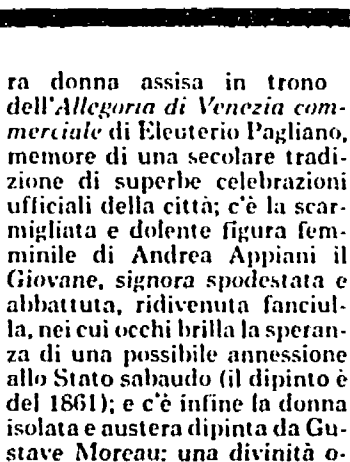 ra donna assisa in trono
dell'Allegoria di Venezia com-
merciale di Eleuterio Pagliano,
memore di una secolare tradi-
zione di superbe celebrazioni
ufficiali della città; c'è la scar-
migliata e dolente figura fem-
minile di Andrea Appiani il
Giovane, signora spodestata e
abbattuta, ridivenuta fanciul-
la, nei cui occhi brilla la speran-
za di una possibile annessione
allo Stato sabaudo (il dipinto è
del 1861); e c'è infine la donna
isolata e austera dipinta da Gu-
stave Moreau: una divinità o-